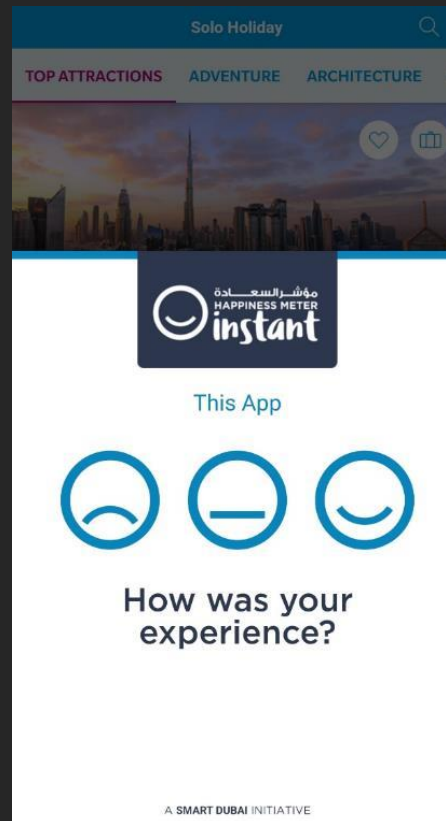 Solo Holiday
TOP ATTRACTIONS ADVENTURE ARCHITECTURE
مؤشر السعادة
HAPPINESS METER
instant
This App
How was your
experience?
A SMART DUBAI INITIATIVE